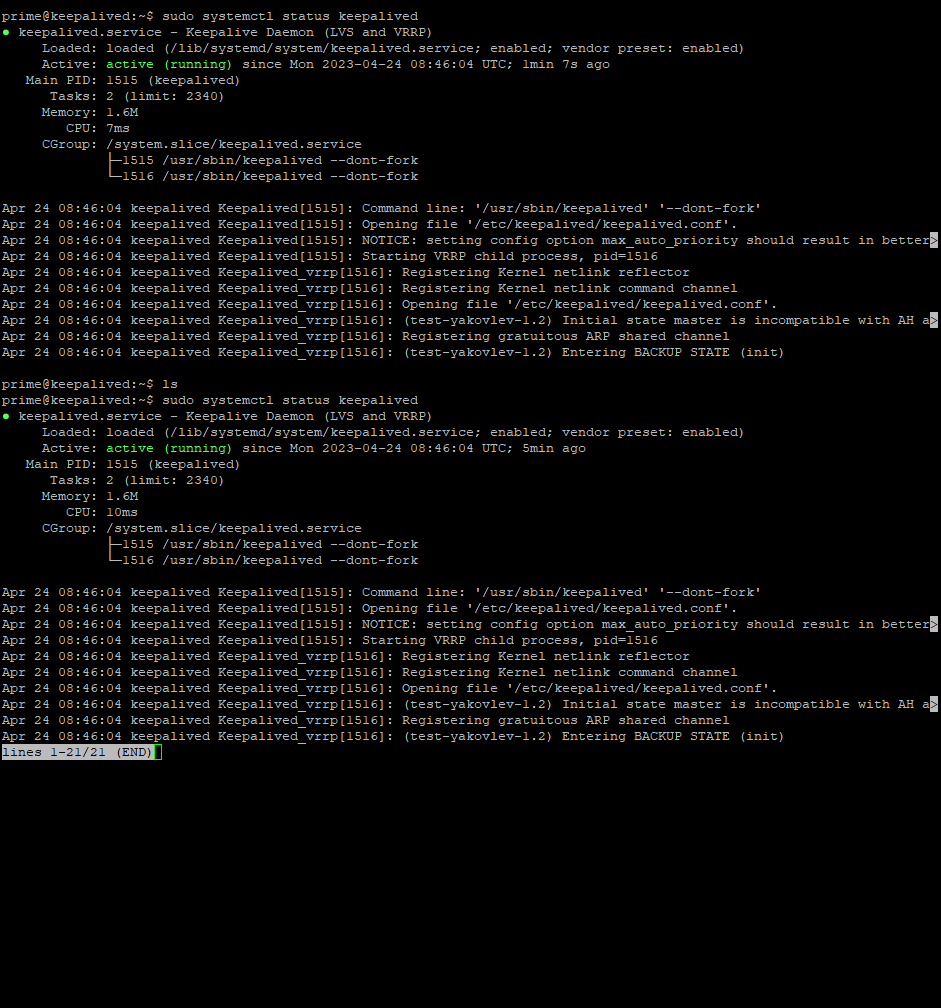 prime@keepalived:~$ sudo systemctl status keepalived
● keepalived.service - Keepalive Daemon (LVS and VRRP)
     Loaded: loaded (/lib/systemd/system/keepalived.service; enabled; vendor preset: enabled)
     Active: active (running) since Mon 2023-04-24 08:46:04 UTC; 1min 7s ago
   Main PID: 1515 (keepalived)
      Tasks: 2 (limit: 2340)
     Memory: 1.6M
        CPU: 7ms
     CGroup: /system.slice/keepalived.service
             ├─1515 /usr/sbin/keepalived --dont-fork
             └─1516 /usr/sbin/keepalived --dont-fork

Apr 24 08:46:04 keepalived Keepalived[1515]: Command line: '/usr/sbin/keepalived' '--dont-fork'
Apr 24 08:46:04 keepalived Keepalived[1515]: Opening file '/etc/keepalived/keepalived.conf'.
Apr 24 08:46:04 keepalived Keepalived[1515]: NOTICE: setting config option max_auto_priority should result in better>
Apr 24 08:46:04 keepalived Keepalived[1515]: Starting VRRP child process, pid=1516
Apr 24 08:46:04 keepalived Keepalived_vrrp[1516]: Registering Kernel netlink reflector
Apr 24 08:46:04 keepalived Keepalived_vrrp[1516]: Registering Kernel netlink command channel
Apr 24 08:46:04 keepalived Keepalived_vrrp[1516]: Opening file '/etc/keepalived/keepalived.conf'.
Apr 24 08:46:04 keepalived Keepalived_vrrp[1516]: (test-yakovlev-1.2) Initial state master is incompatible with AH a>
Apr 24 08:46:04 keepalived Keepalived_vrrp[1516]: Registering gratuitous ARP shared channel
Apr 24 08:46:04 keepalived Keepalived_vrrp[1516]: (test-yakovlev-1.2) Entering BACKUP STATE (init)

prime@keepalived:~$ ls
prime@keepalived:~$ sudo systemctl status keepalived
● keepalived.service - Keepalive Daemon (LVS and VRRP)
     Loaded: loaded (/lib/systemd/system/keepalived.service; enabled; vendor preset: enabled)
     Active: active (running) since Mon 2023-04-24 08:46:04 UTC; 5min ago
   Main PID: 1515 (keepalived)
      Tasks: 2 (limit: 2340)
     Memory: 1.6M
        CPU: 10ms
     CGroup: /system.slice/keepalived.service
             ├─1515 /usr/sbin/keepalived --dont-fork
             └─1516 /usr/sbin/keepalived --dont-fork

Apr 24 08:46:04 keepalived Keepalived[1515]: Command line: '/usr/sbin/keepalived' '--dont-fork'
Apr 24 08:46:04 keepalived Keepalived[1515]: Opening file '/etc/keepalived/keepalived.conf'.
Apr 24 08:46:04 keepalived Keepalived[1515]: NOTICE: setting config option max_auto_priority should result in better>
Apr 24 08:46:04 keepalived Keepalived[1515]: Starting VRRP child process, pid=1516
Apr 24 08:46:04 keepalived Keepalived_vrrp[1516]: Registering Kernel netlink reflector
Apr 24 08:46:04 keepalived Keepalived_vrrp[1516]: Registering Kernel netlink command channel
Apr 24 08:46:04 keepalived Keepalived_vrrp[1516]: Opening file '/etc/keepalived/keepalived.conf'.
Apr 24 08:46:04 keepalived Keepalived_vrrp[1516]: (test-yakovlev-1.2) Initial state master is incompatible with AH a>
Apr 24 08:46:04 keepalived Keepalived_vrrp[1516]: Registering gratuitous ARP shared channel
Apr 24 08:46:04 keepalived Keepalived_vrrp[1516]: (test-yakovlev-1.2) Entering BACKUP STATE (init)
lines 1-21/21 (END)